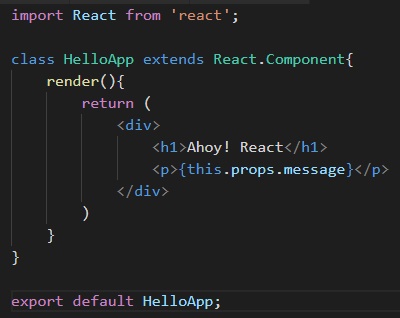 import React from 'react';
class HelloApp extends React.Component{
render(){
return (
<div>
<h1>Ahoy! React</h1>
<p>{this.props.message}</p>
</div>
)
}
}
export default HelloApp;